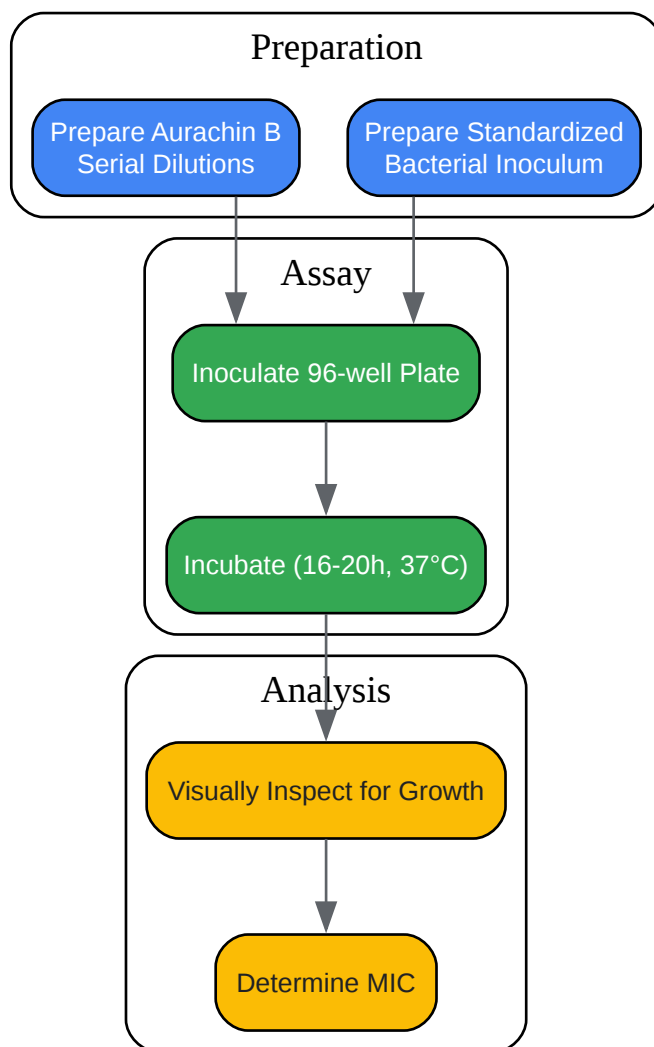 Preparation
Prepare Aurachin B
Serial Dilutions
Prepare Standardized
Bacterial Inoculum
Assay
Inoculate 96-well Plate
Incubate (16-20h, 37°C)
Analysis
Visually Inspect for Growth
Determine MIC